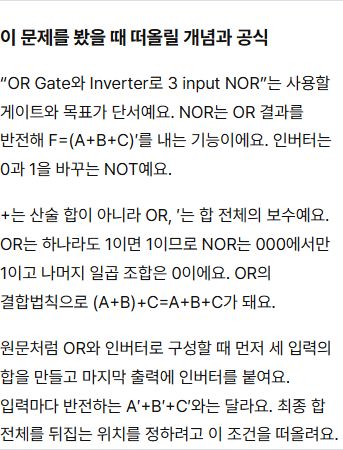 이 문제를 봤을 때 떠올릴 개념과 공식
“OR Gate와 Inverter로 3 input NOR”는 사용할
게이트와 목표가 단서예요. NOR는 OR 결과를
반전해 F=(A+B+C)′를 내는 기능이에요. 인버터는
0과 1을 바꾸는 NOT예요.
+는 산술 합이 아니라 OR, ′는 합 전체의 보수예요.
OR는 하나라도 1이면 1이므로 NOR는 000에서만
1이고 나머지 일곱 조합은 0이에요. OR의
결합법칙으로 (A+B)+C=A+B+C가 돼요.
원문처럼 OR와 인버터로 구성할 때 먼저 세 입력의
합을 만들고 마지막 출력에 인버터를 붙여요.
입력마다 반전하는 A′+B′+C′와는 달라요. 최종 합
전체를 뒤집는 위치를 정하려고 이 조건을 떠올려요.